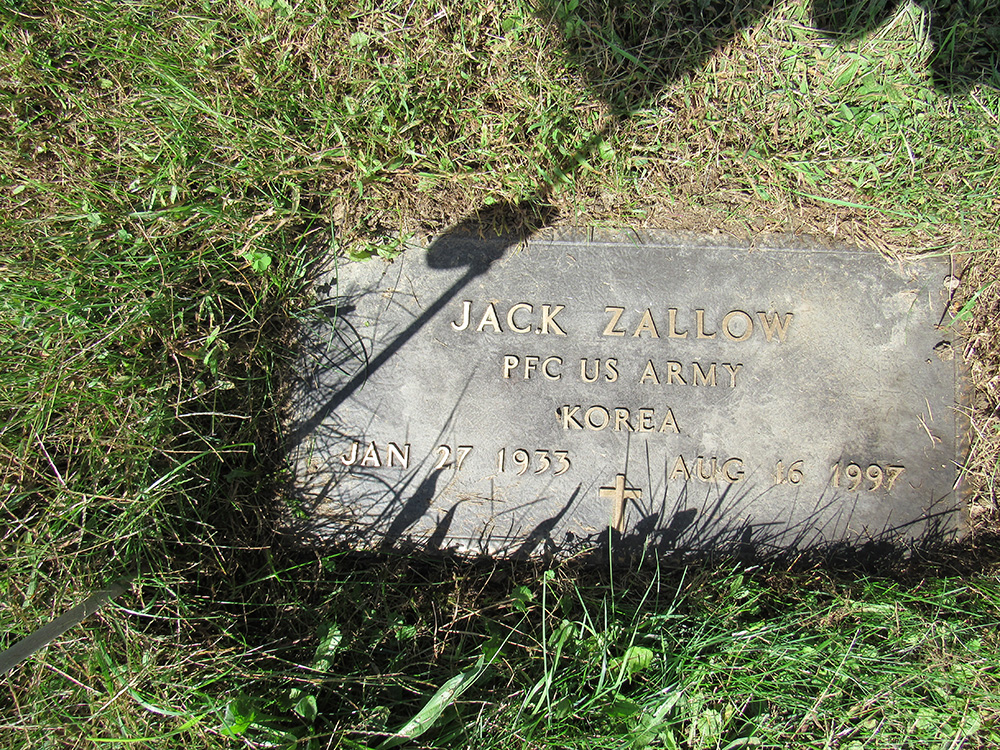 JACK ZALLOW
PFC US ARMY
KOREA
JAN 27 1933 AUG 16 1997